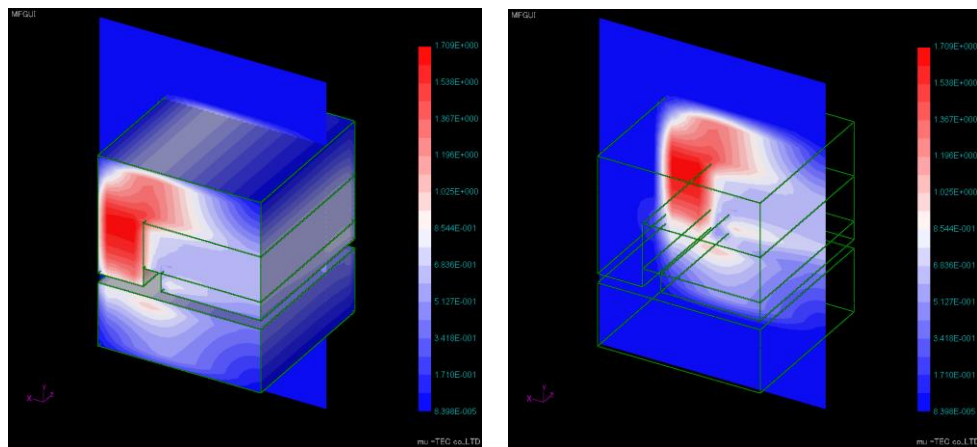 MFGUI
1.709E+000
1.538E+000
1.367E+000
1.196E+000
1.025E+000
8.544E-001
6.836E-001
5.127E-001
3.418E-001
1.710E-001
8.398E-005
Y
X
Z
mu-TEC co.,LTD
MFGUI
1.709E+000
1.538E+000
1.367E+000
1.196E+000
1.025E+000
8.544E-001
6.836E-001
5.127E-001
3.418E-001
1.710E-001
8.398E-005
Y
X
Z
mu-TEC co.,LTD